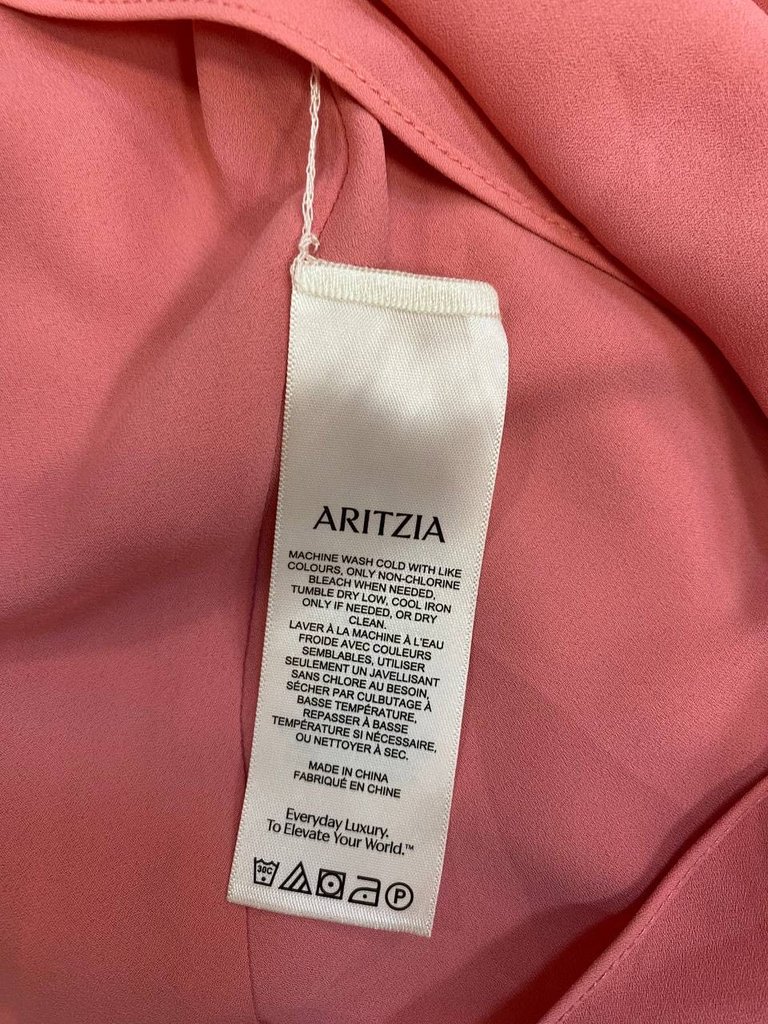 ARITZIA
MACHINE WASH COLD WITH LIKE
COLOURS, ONLY NON-CHLORINE
BLEACH WHEN NEEDED.
TUMBLE DRY LOW, COOL IRON
ONLY IF NEEDED, OR DRY
CLEAN.
LAVER À LA MACHINE À L'EAU
FROIDE AVEC COULEURS
SEMBLABLES, UTILISER
SEULEMENT UN JAVELLISANT
SANS CHLORE AU BESOIN,
SÉCHER PAR CULBUTAGE À
BASSE TEMPÉRATURE,
REPASSER À BASSE
TEMPÉRATURE SI NÉCESSAIRE,
OU NETTOYER À SEC.
MADE IN CHINA
FABRIQUÉ EN CHINE
Everyday Luxury.
To Elevate Your World.™
30C P